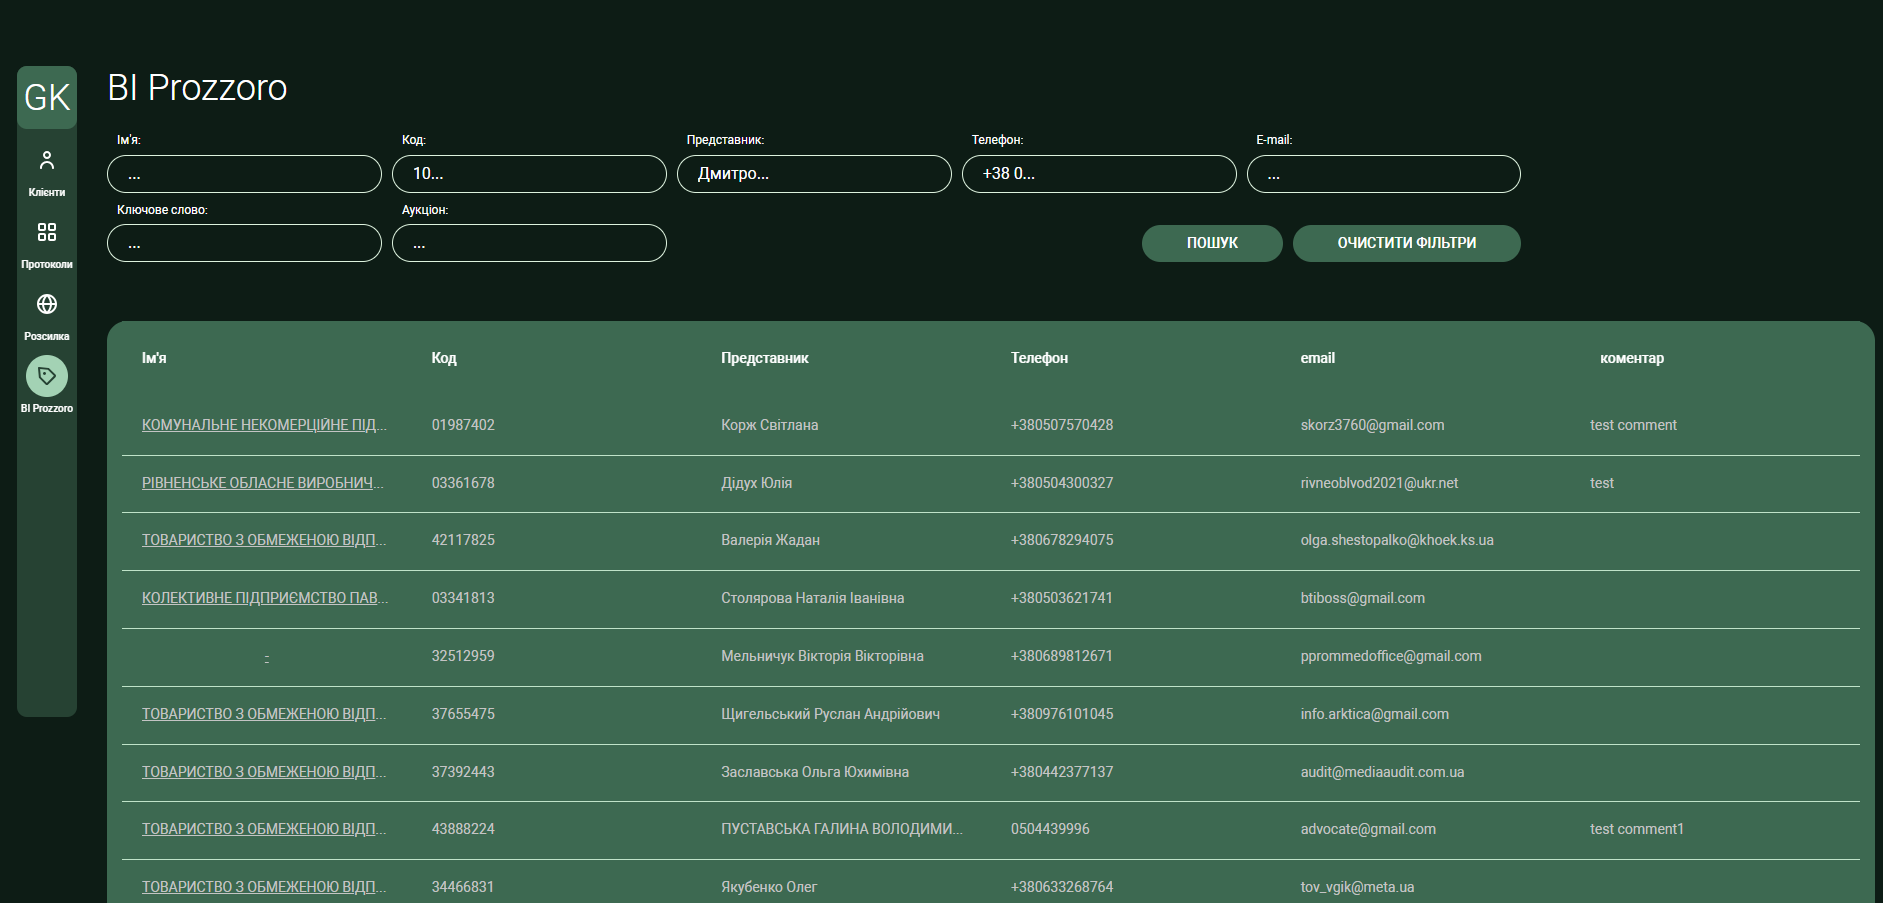 GK
Клієнти
Протоколи
Розсилка
BI Prozzoro
BI Prozzoro
Ім'я: Код: Представник: Телефон: E-mail:
... 10... Дмитро... +38 0... ...
Ключове слово: Аукціон:
... ... ПОШУК ОЧИСТИТИ ФІЛЬТРИ
Ім'я Код Представник Телефон email коментар
КОМУНАЛЬНЕ НЕКОМЕРЦІЙНЕ ПІД... 01987402 Корж Світлана +380507570428 skorz3760@gmail.com test comment
РІВНЕНСЬКЕ ОБЛАСНЕ ВИРОБНИЧ... 03361678 Дідух Юлія +380504300327 rivneoblvod2021@ukr.net test
ТОВАРИСТВО З ОБМЕЖЕНОЮ ВІДП... 42117825 Валерія Жадан +380678294075 olga.shestopalko@khoek.ks.ua
КОЛЕКТИВНЕ ПІДПРИЄМСТВО ПАВ... 03341813 Столярова Наталія Іванівна +380503621741 btiboss@gmail.com
- 32512959 Мельничук Вікторія Вікторівна +380689812671 pprommedoffice@gmail.com
ТОВАРИСТВО З ОБМЕЖЕНОЮ ВІДП... 37655475 Щигельський Руслан Андрійович +380976101045 info.arktica@gmail.com
ТОВАРИСТВО З ОБМЕЖЕНОЮ ВІДП... 37392443 Заславська Ольга Юхимівна +380442377137 audit@mediaaudit.com.ua
ТОВАРИСТВО З ОБМЕЖЕНОЮ ВІДП... 43888224 ПУСТАВСЬКА ГАЛИНА ВОЛОДИМИ... 0504439996 advocate@gmail.com test comment1
ТОВАРИСТВО З ОБМЕЖЕНОЮ ВІДП... 34466831 Якубенко Олег +380633268764 tov_vgik@meta.ua